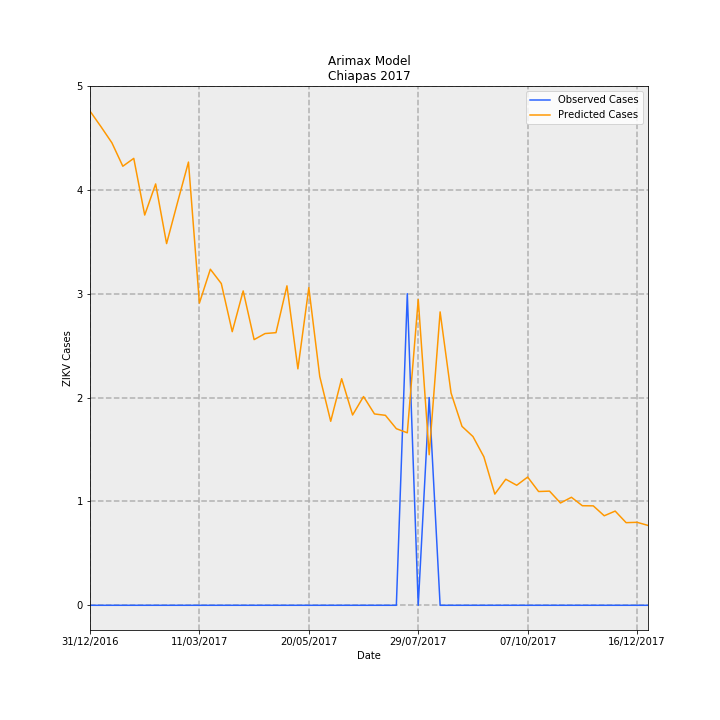 Arimax Model
Chiapas 2017
Observed Cases
Predicted Cases
ZIKV Cases
5
4
3
2
1
0
31/12/2016
11/03/2017
20/05/2017
29/07/2017
07/10/2017
16/12/2017
Date